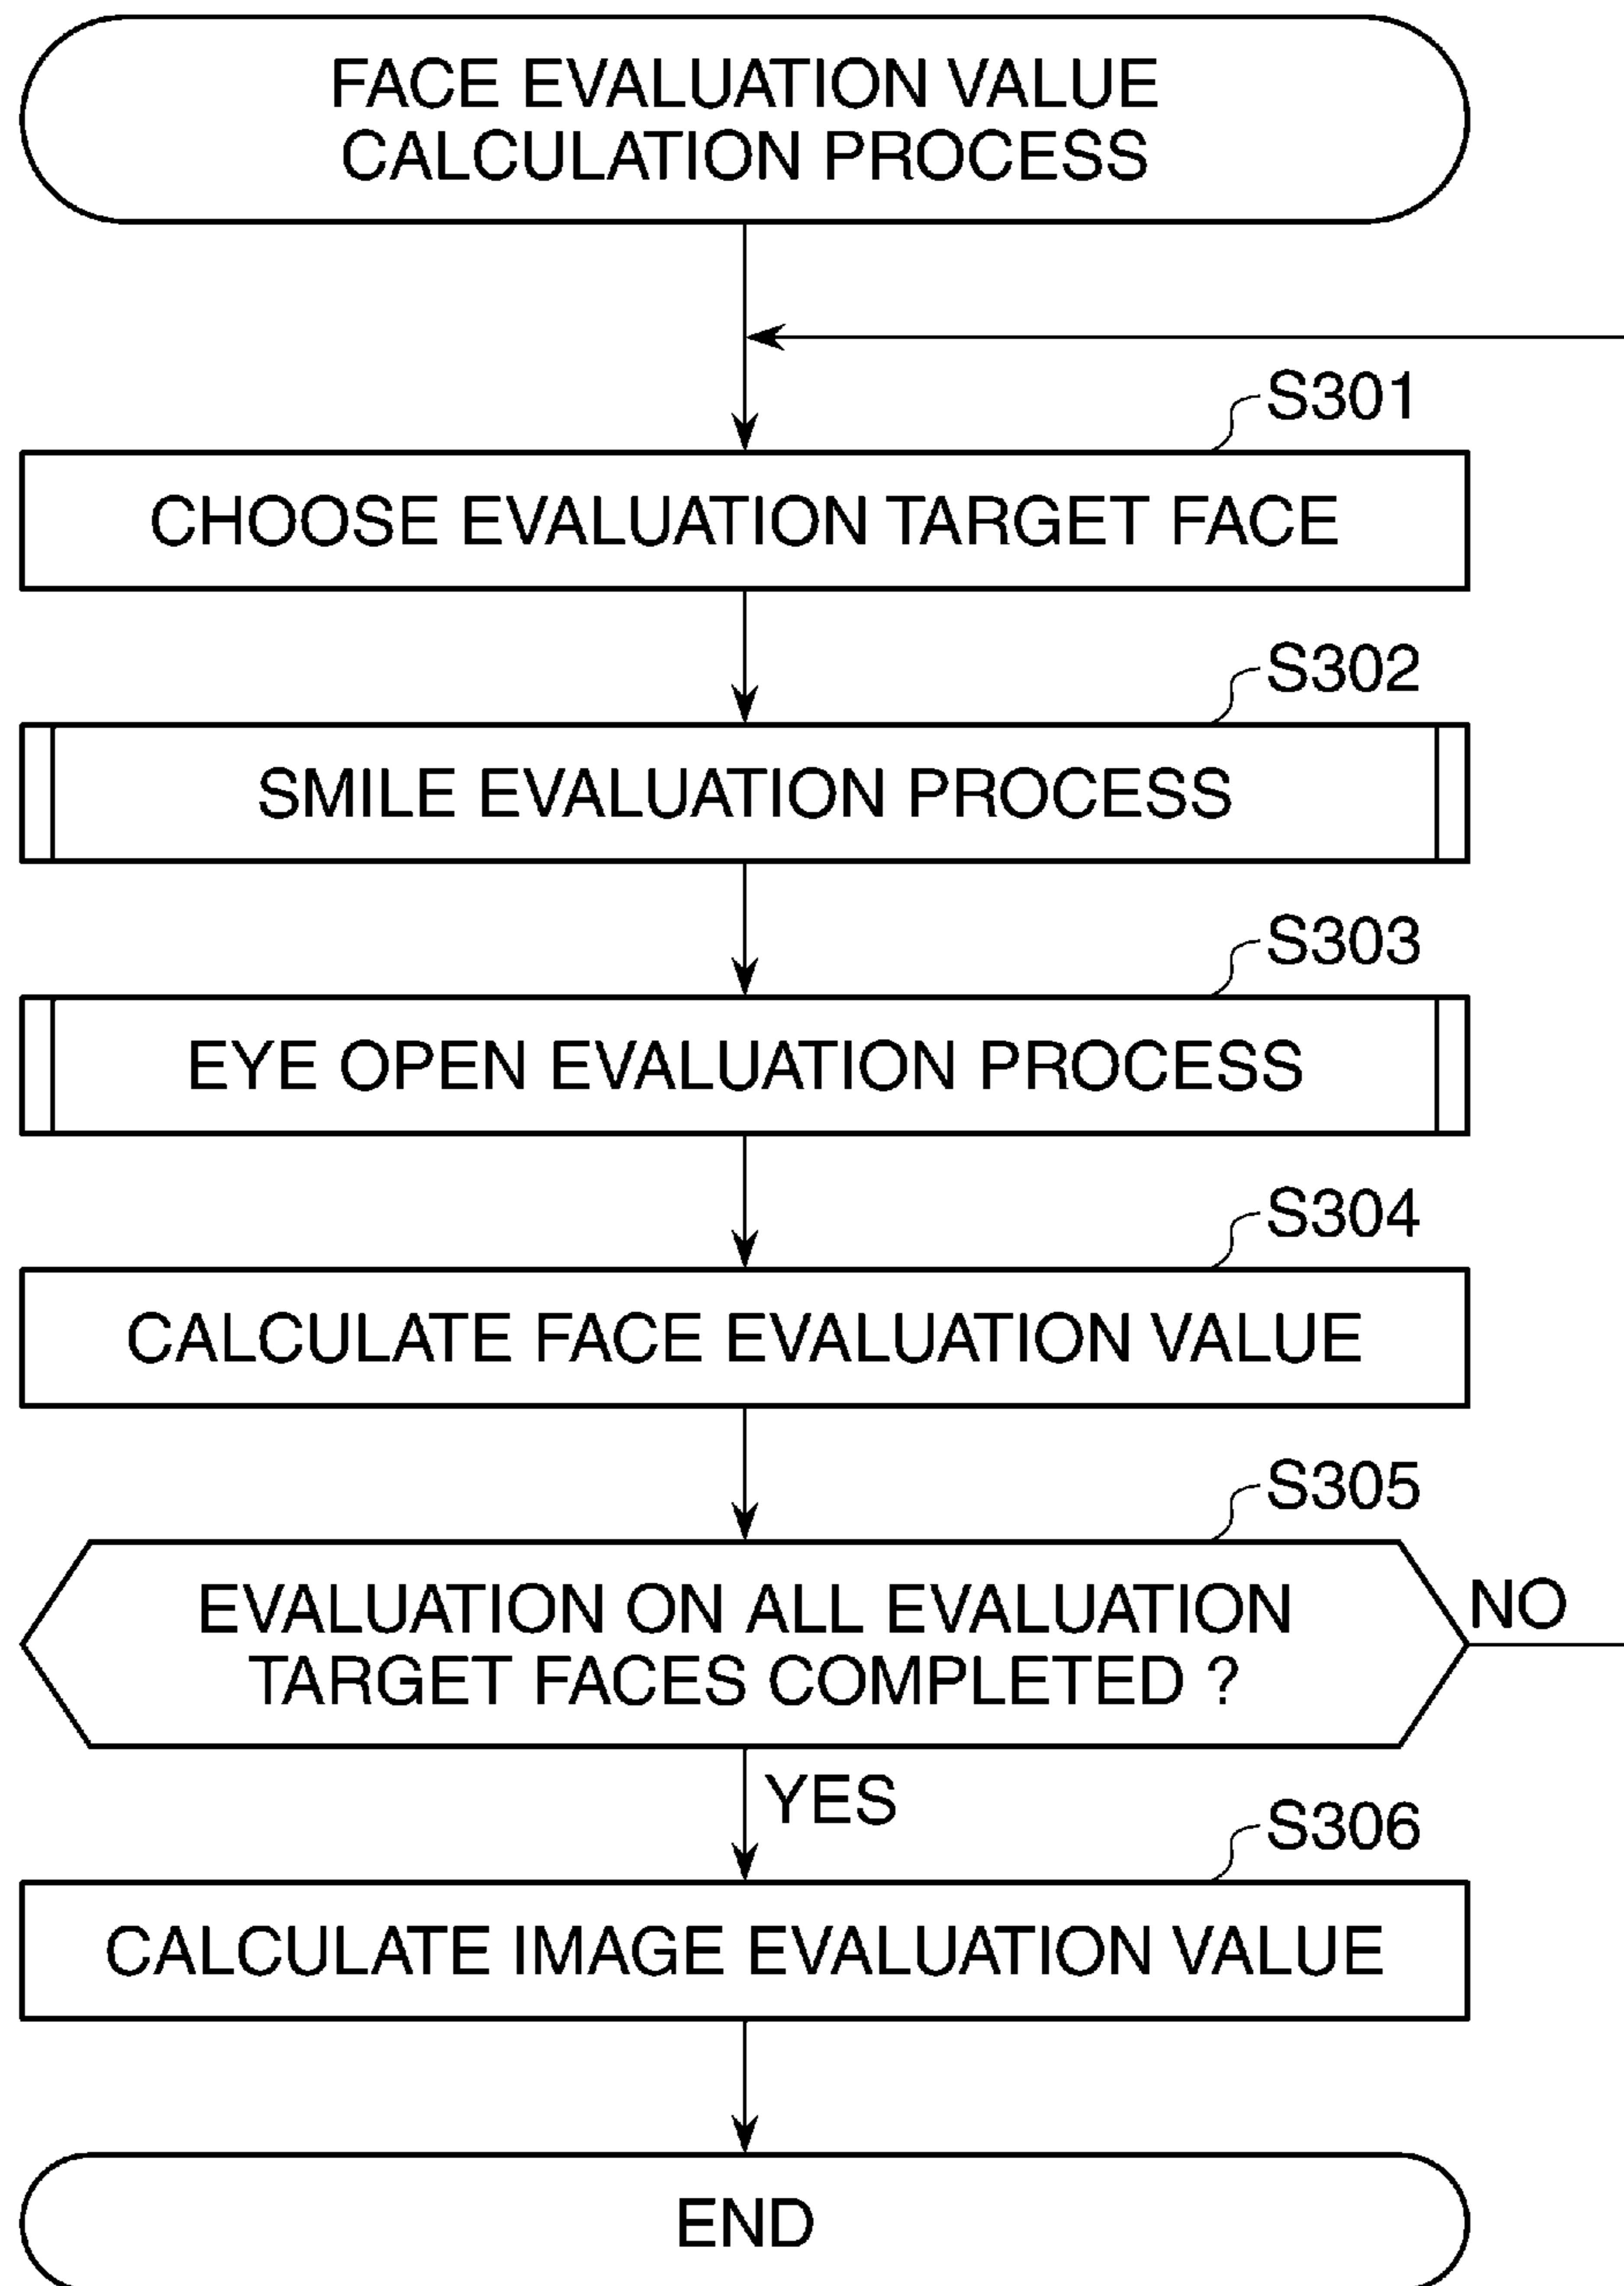 FACE EVALUATION VALUE
CALCULATION PROCESS
S301
CHOOSE EVALUATION TARGET FACE
S302
SMILE EVALUATION PROCESS
S303
EYE OPEN EVALUATION PROCESS
S304
CALCULATE FACE EVALUATION VALUE
S305
EVALUATION ON ALL EVALUATION
TARGET FACES COMPLETED ?
NO
YES
S306
CALCULATE IMAGE EVALUATION VALUE
END